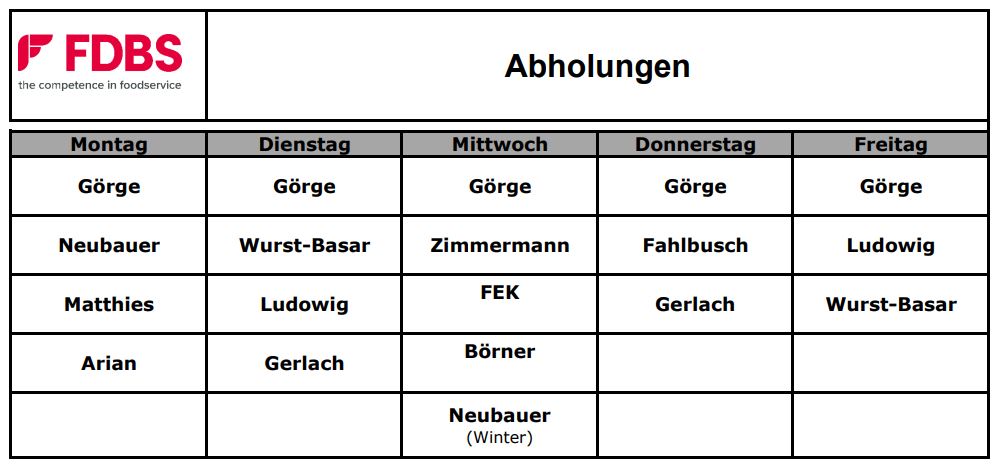 FDBS
the competence in foodservice
Abholungen
Montag Dienstag Mittwoch Donnerstag Freitag
Görge Görge Görge Görge Görge
Neubauer Wurst-Basar Zimmermann Fahlbusch Ludowig
Matthies Ludowig FEK Gerlach Wurst-Basar
Arian Gerlach Börner
Neubauer
(Winter)